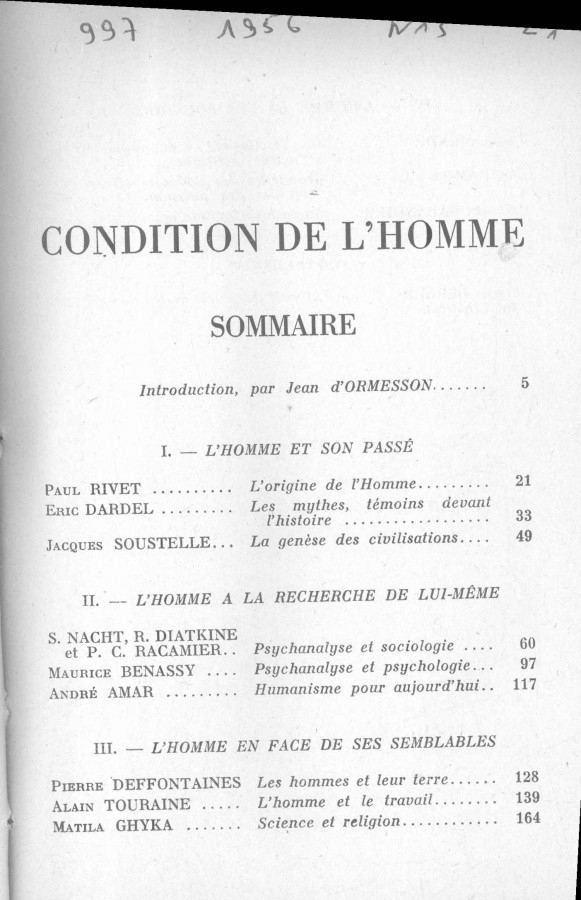 997 1956 N15
CONDITION DE L'HOMME
SOMMAIRE
Introduction, par Jean d'ORMESSON....... 5
I. — L'HOMME ET SON PASSÉ
PAUL RIVET .......... L'origine de l'Homme......... 21
ERIC DARDEL ......... Les mythes, témoins devant
l'histoire .................. 33
JACQUES SOUSTELLE... La genèse des civilisations.... 49
II. — L'HOMME A LA RECHERCHE DE LUI-MÊME
S. NACHT, R. DIATKINE
et P. C. RACAMIER.. Psychanalyse et sociologie .... 60
MAURICE BENASSY .... Psychanalyse et psychologie... 97
ANDRÉ AMAR ......... Humanisme pour aujourd'hui.. 117
III. — L'HOMME EN FACE DE SES SEMBLABLES
PIERRE DEFFONTAINES Les hommes et leur terre...... 128
ALAIN TOURAINE ..... L'homme et le travail........ 139
MATILA GHYKA ....... Science et religion............ 164